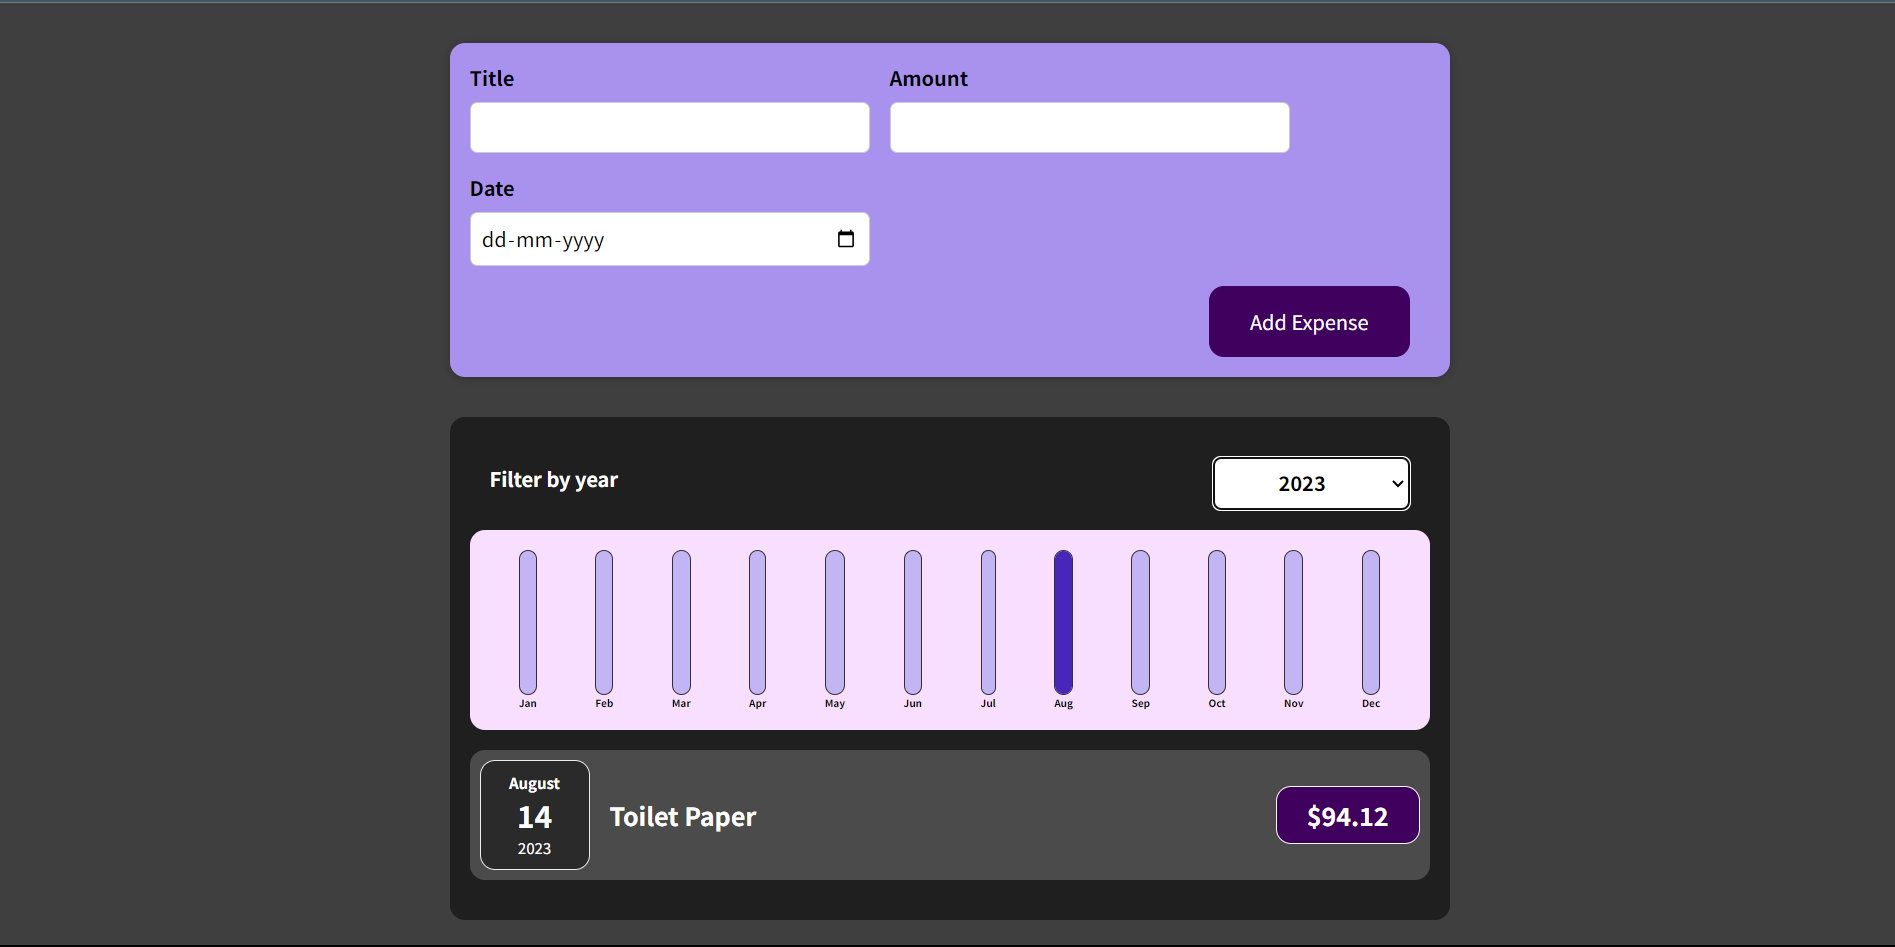 Title Amount
Date
dd-mm-yyyy
Add Expense
Filter by year 2023
Jan Feb Mar Apr May Jun Jul Aug Sep Oct Nov Dec
August
14
2023
Toilet Paper
$94.12